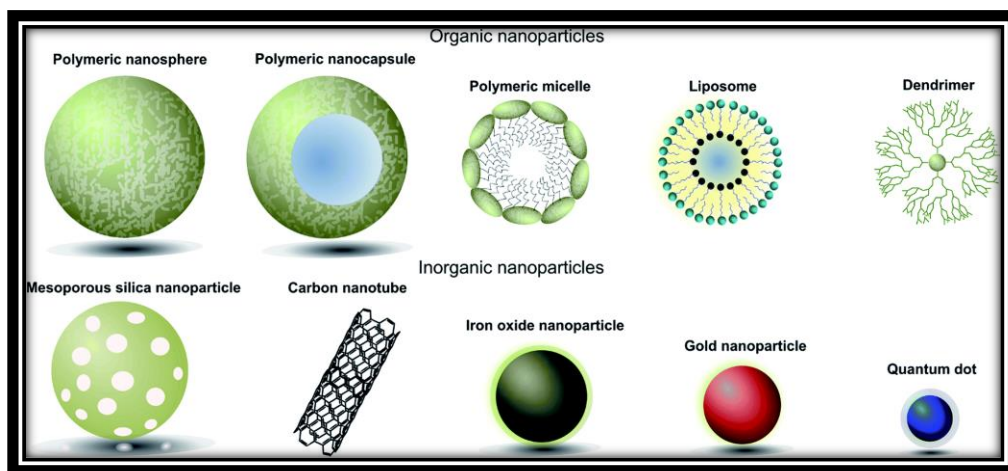 Organic nanoparticles
Polymeric nanosphere
Polymeric nanocapsule
Polymeric micelle
Liposome
Dendrimer
Inorganic nanoparticles
Mesoporous silica nanoparticle
Carbon nanotube
Iron oxide nanoparticle
Gold nanoparticle
Quantum dot